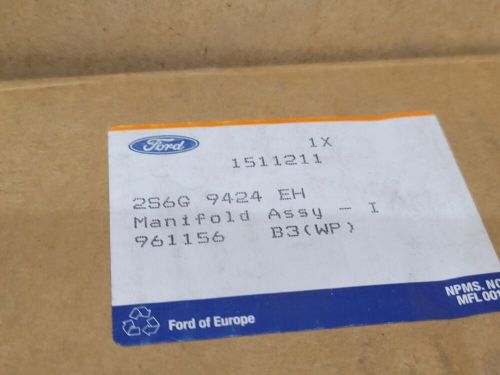 Ford
1X
1511211
2S6G 9424 EH
Manifold Assy _ I
961156 B3(WP)
Ford of Europe
NPMS. NO
MFL 001